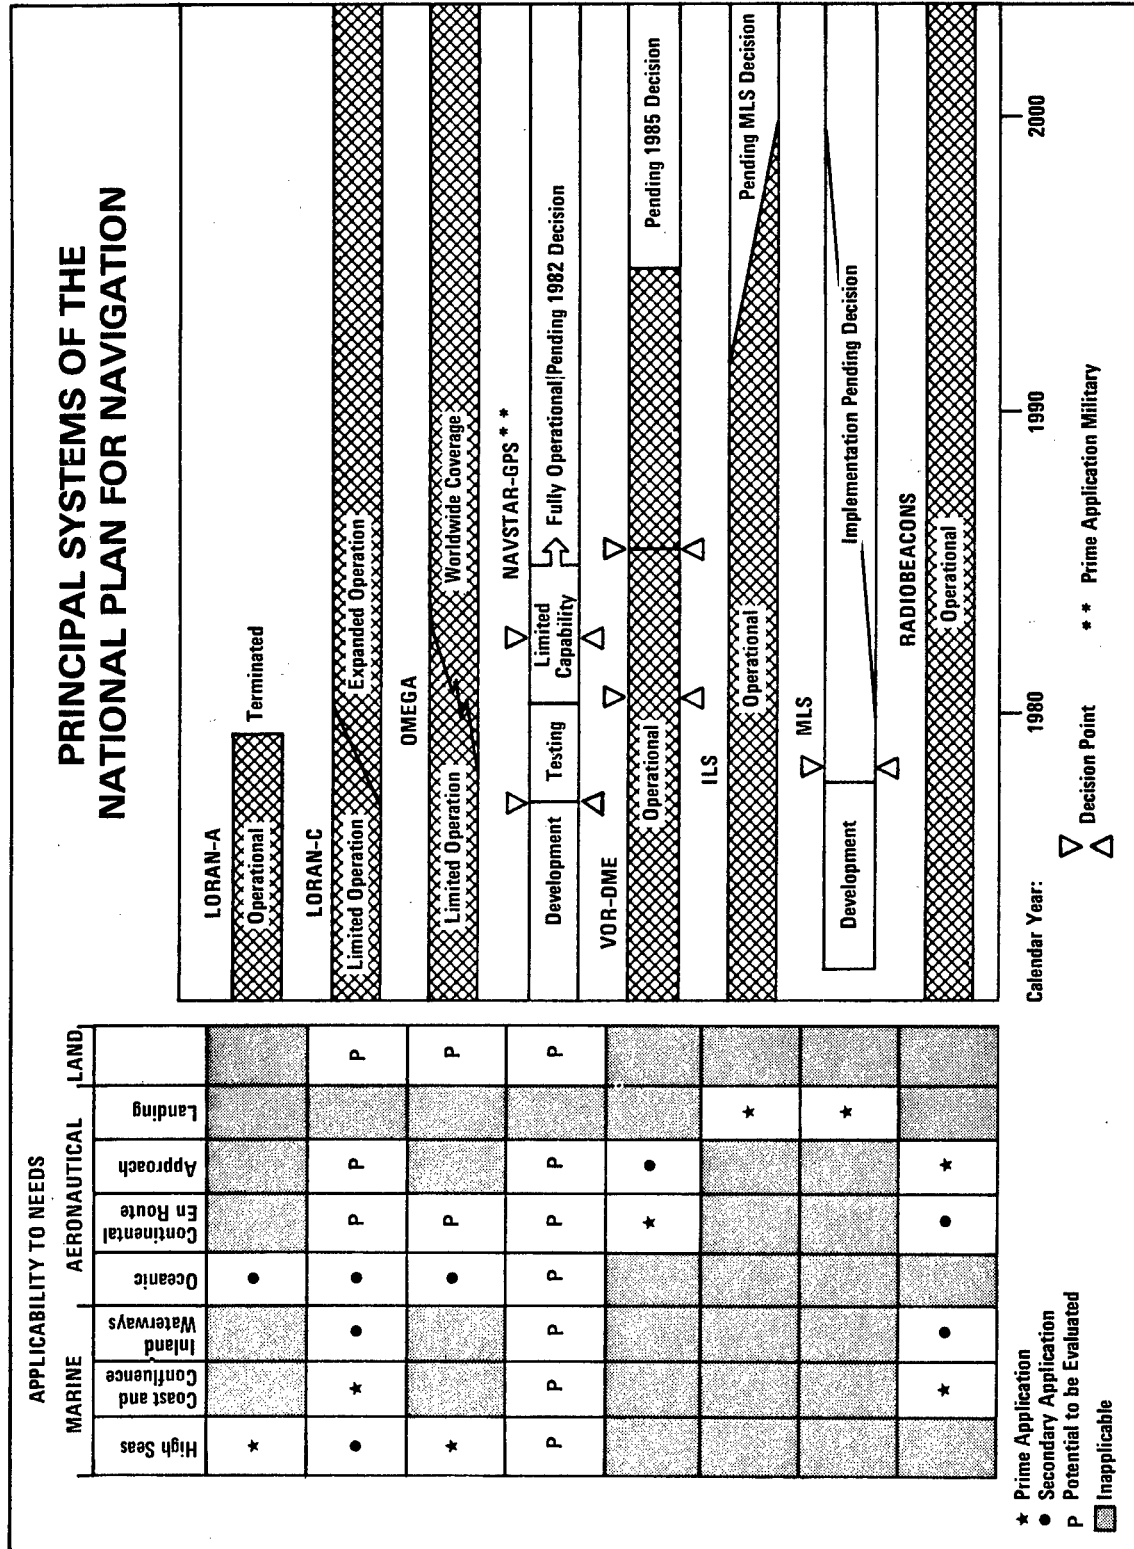 PRINCIPAL SYSTEMS OF THE
NATIONAL PLAN FOR NAVIGATION
APPLICABILITY TO NEEDS
MARINE
AERONAUTICAL
LAND
High Seas
Coast and
Confluence
Inland
Waterways
Oceanic
Continental
En Route
Approach
Landing
★ ●
LORAN-A
Operational
Terminated
● ★ ● ● P P P
LORAN-C
Limited Operation
Expanded Operation
★ ● P P
OMEGA
Limited Operation
Worldwide Coverage
P P P P P P P
NAVSTAR-GPS**
Development
Testing
Limited
Capability
Fully Operational
Pending 1982 Decision
★ ●
VOR-DME
Operational
Pending 1985 Decision
★
ILS
Operational
Pending MLS Decision
★
MLS
Development
Implementation Pending Decision
★ ● ● ★
RADIOBEACONS
Operational
Calendar Year:
1980
1990
2000
★ Prime Application
● Secondary Application
P Potential to be Evaluated
Inapplicable
Decision Point
** Prime Application Military